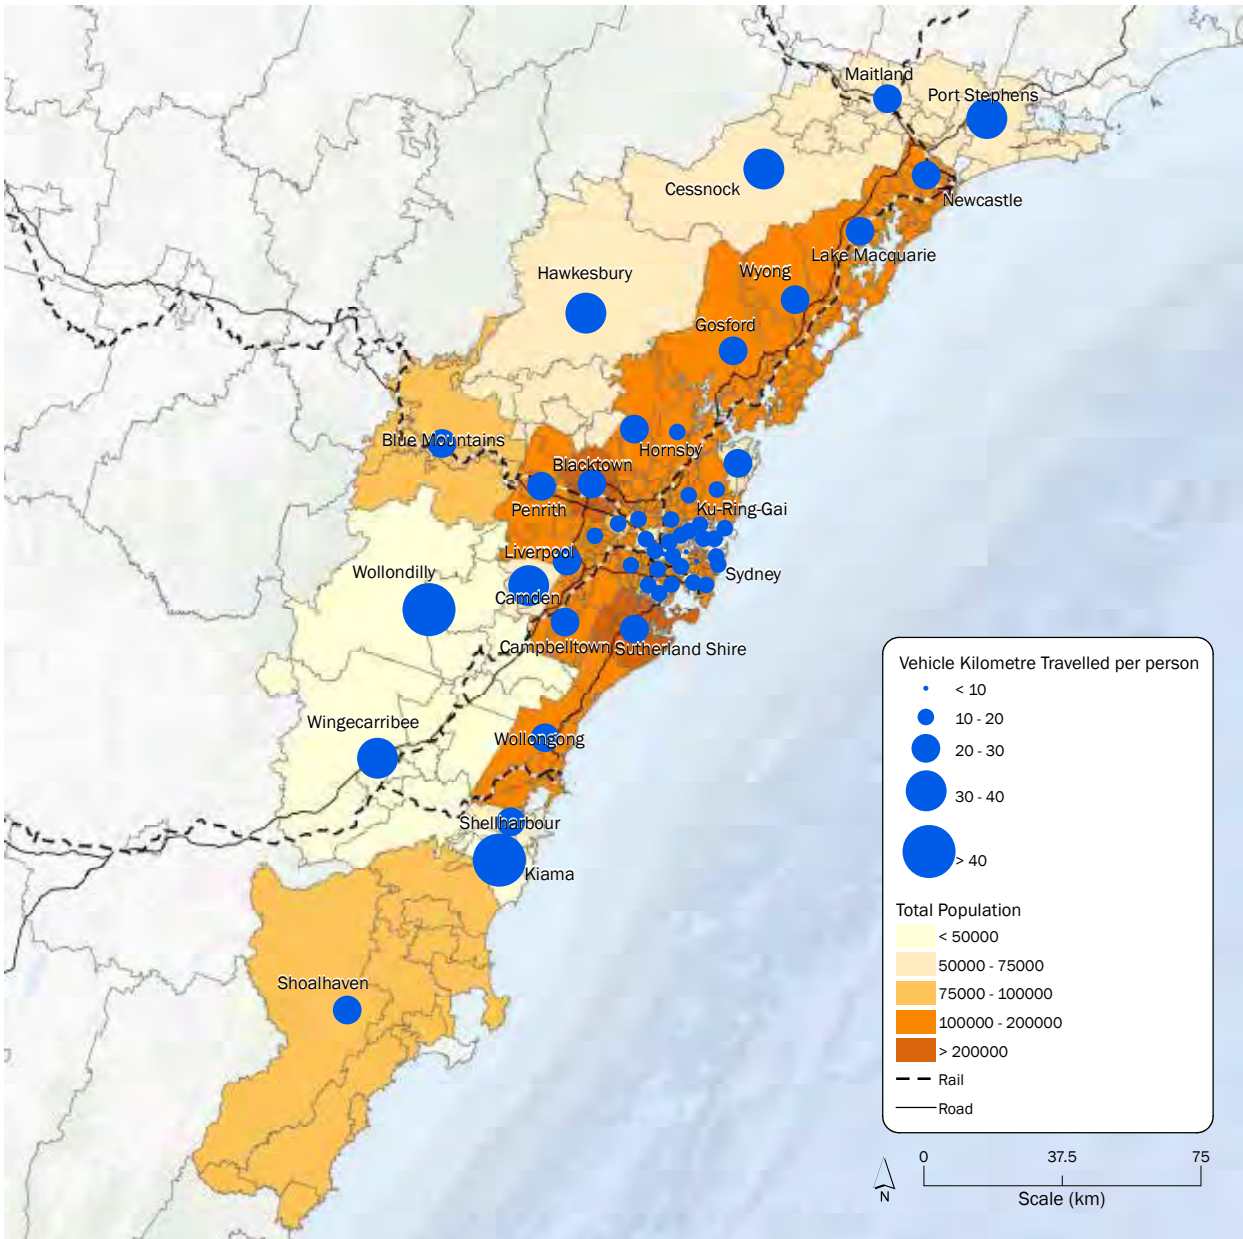 Maitland
Port Stephens
Cessnock
Newcastle
Lake Macquarie
Hawkesbury
Wyong
Gosford
Blue Mountains
Hornsby
Blacktown
Penrith
Ku-Ring-Gai
Liverpool
Wollondilly
Sydney
Camden
Campbelltown
Sutherland Shire
Wingecarribee
Wollongong
Shellharbour
Kiama
Shoalhaven
Vehicle Kilometre Travelled per person
< 10
10 - 20
20 - 30
30 - 40
> 40
Total Population
< 50000
50000 - 75000
75000 - 100000
100000 - 200000
> 200000
Rail
Road
N
0 37.5 75
Scale (km)